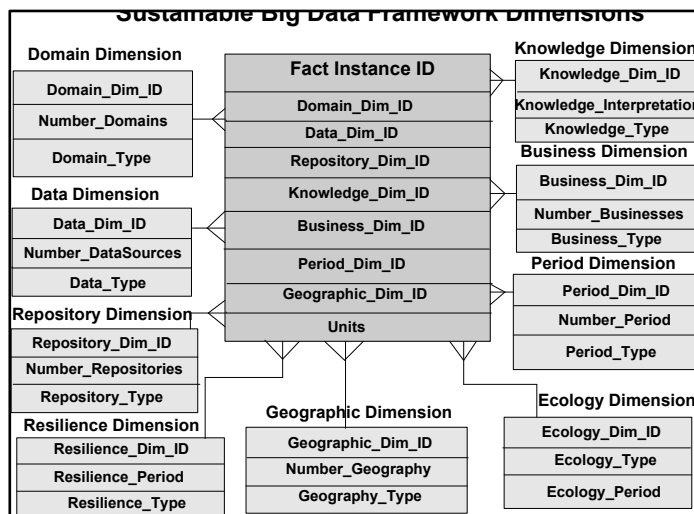 Sustainable Big Data Framework Dimensions
Domain Dimension
Domain_Dim_ID
Number_Domains
Domain_Type
Data Dimension
Data_Dim_ID
Number_DataSources
Data_Type
Repository Dimension
Repository_Dim_ID
Number_Repositories
Repository_Type
Resilience Dimension
Resilience_Dim_ID
Resilience_Period
Resilience_Type
Fact Instance ID
Domain_Dim_ID
Data_Dim_ID
Repository_Dim_ID
Knowledge_Dim_ID
Business_Dim_ID
Period_Dim_ID
Geographic_Dim_ID
Units
Geographic Dimension
Geographic_Dim_ID
Number_Geography
Geography_Type
Knowledge Dimension
Knowledge_Dim_ID
Knowledge_Interpretation
Knowledge_Type
Business Dimension
Business_Dim_ID
Number_Businesses
Business_Type
Period Dimension
Period_Dim_ID
Number_Period
Period_Type
Ecology Dimension
Ecology_Dim_ID
Ecology_Type
Ecology_Period